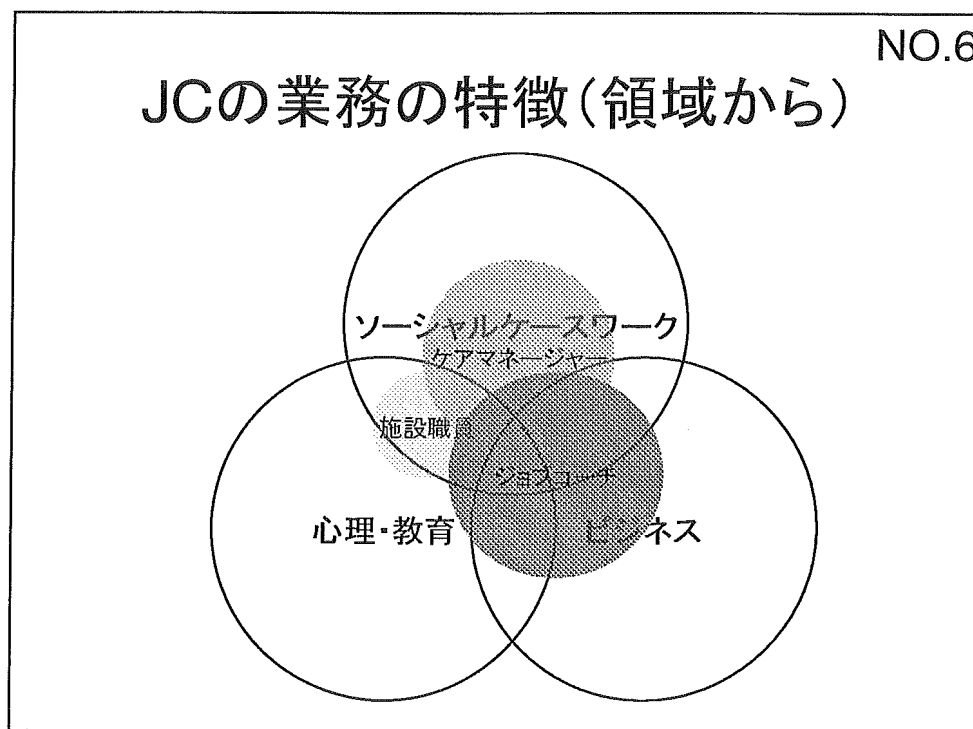 NO.6
JCの業務の特徴(領域から)
ソーシャルケースワーク
ケアマネージャー
施設職員
ジョブコーチ
心理・教育
ビジネス